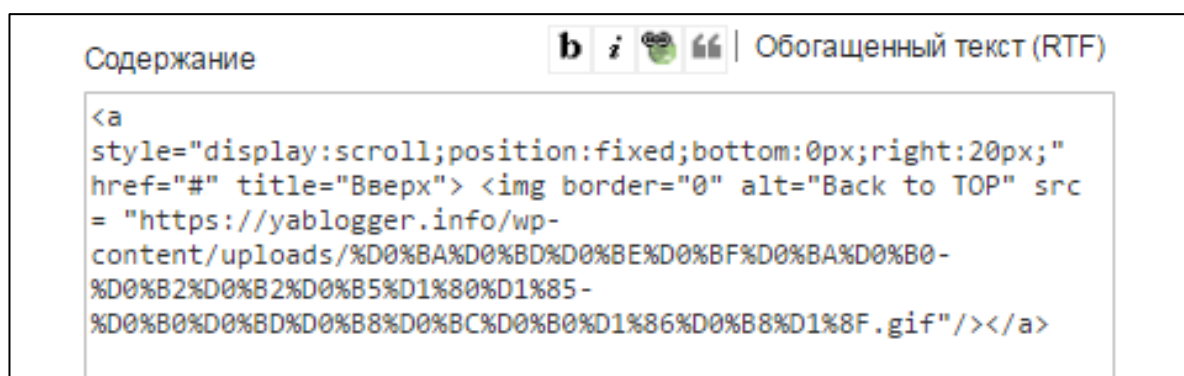 Содержание b i ❝ | Обогащенный текст (RTF)
<a
style="display:scroll;position:fixed;bottom:0px;right:20px;"
href="#" title="Вверх"> <img border="0" alt="Back to TOP" src
= "https://yablogger.info/wp-
content/uploads/%D0%BA%D0%BD%D0%BE%D0%BF%D0%BA%D0%B0-
%D0%B2%D0%B2%D0%B5%D1%80%D1%85-
%D0%B0%D0%BD%D0%B8%D0%BC%D0%B0%D1%86%D0%B8%D1%8F.gif"/></a>